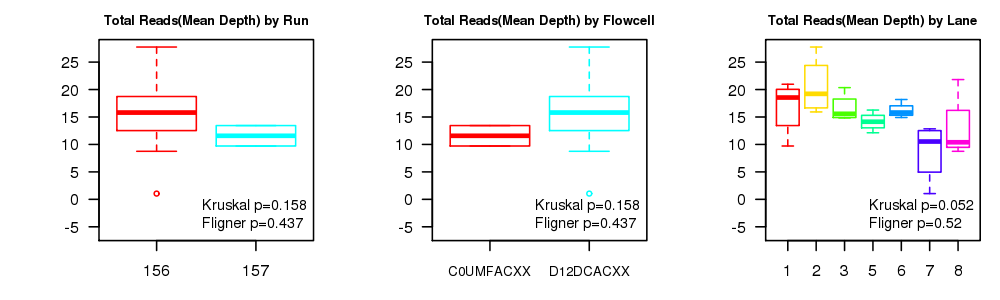 Total Reads(Mean Depth) by Run
25
20
15
10
5
0
-5
Kruskal p=0.158
Fligner p=0.437
156 157
Total Reads(Mean Depth) by Flowcell
25
20
15
10
5
0
-5
Kruskal p=0.158
Fligner p=0.437
C0UMFACXX D12DCACXX
Total Reads(Mean Depth) by Lane
25
20
15
10
5
0
-5
Kruskal p=0.052
Fligner p=0.52
1 2 3 5 6 7 8